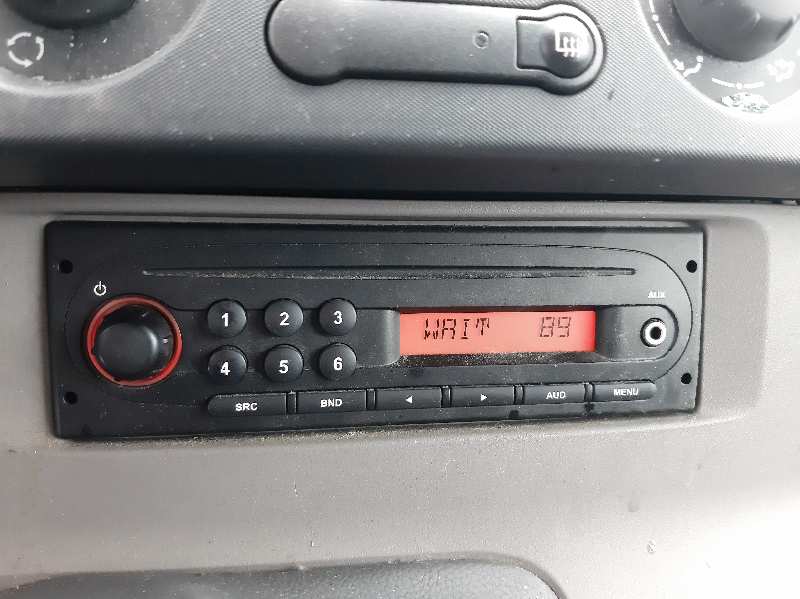 AUX
1 2 3
WAIT 89
4 5 6
SRC BND AUD MENU